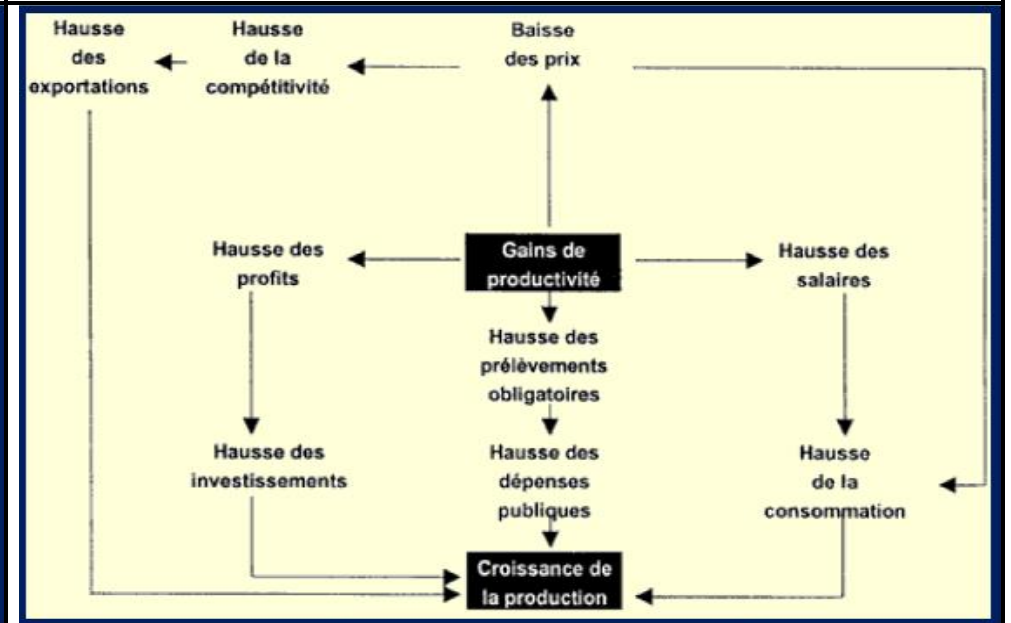 Hausse
des
exportations
Hausse
de la
compétitivité
Baisse
des prix
Hausse des
profits
Gains de
productivité
Hausse des
salaires
Hausse des
prélèvements
obligatoires
Hausse des
investissements
Hausse des
dépenses
publiques
Hausse
de la
consommation
Croissance de
la production